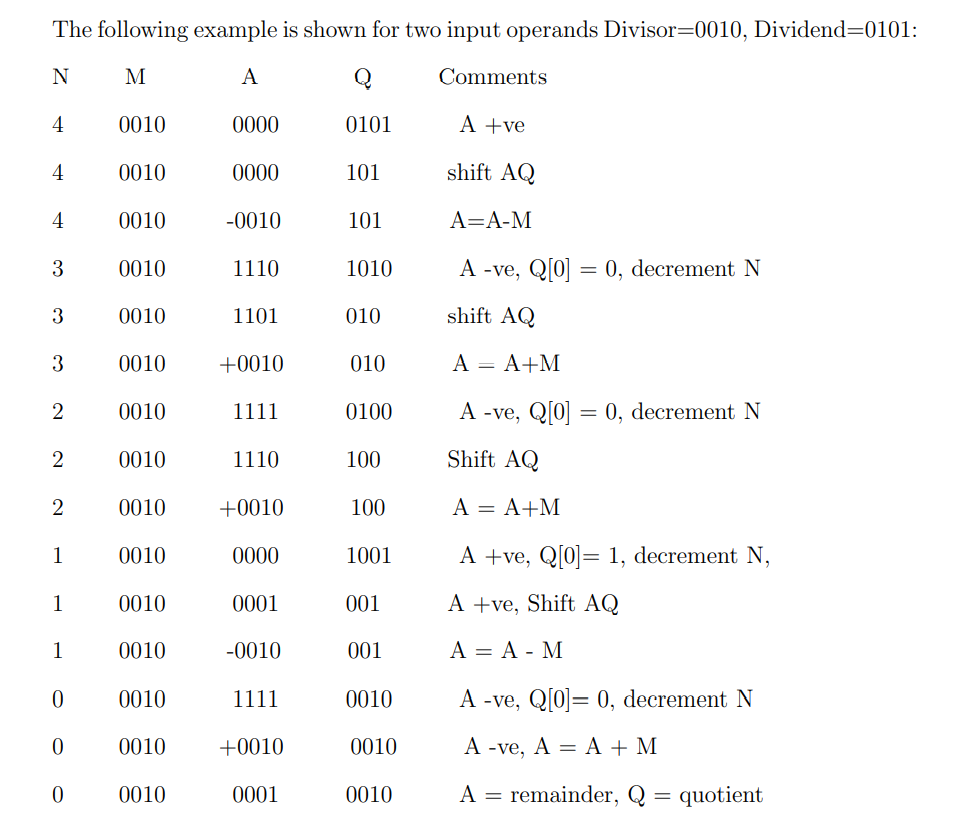 The following example is shown for two input operands Divisor=0010, Dividend=0101:
N M A Q Comments
4 0010 0000 0101 A +ve
4 0010 0000 101 shift AQ
4 0010 -0010 101 A=A-M
3 0010 1110 1010 A -ve, Q[0] = 0, decrement N
3 0010 1101 010 shift AQ
3 0010 +0010 010 A = A+M
2 0010 1111 0100 A -ve, Q[0] = 0, decrement N
2 0010 1110 100 Shift AQ
2 0010 +0010 100 A = A+M
1 0010 0000 1001 A +ve, Q[0]= 1, decrement N,
1 0010 0001 001 A +ve, Shift AQ
1 0010 -0010 001 A = A - M
0 0010 1111 0010 A -ve, Q[0]= 0, decrement N
0 0010 +0010 0010 A -ve, A = A + M
0 0010 0001 0010 A = remainder, Q = quotient